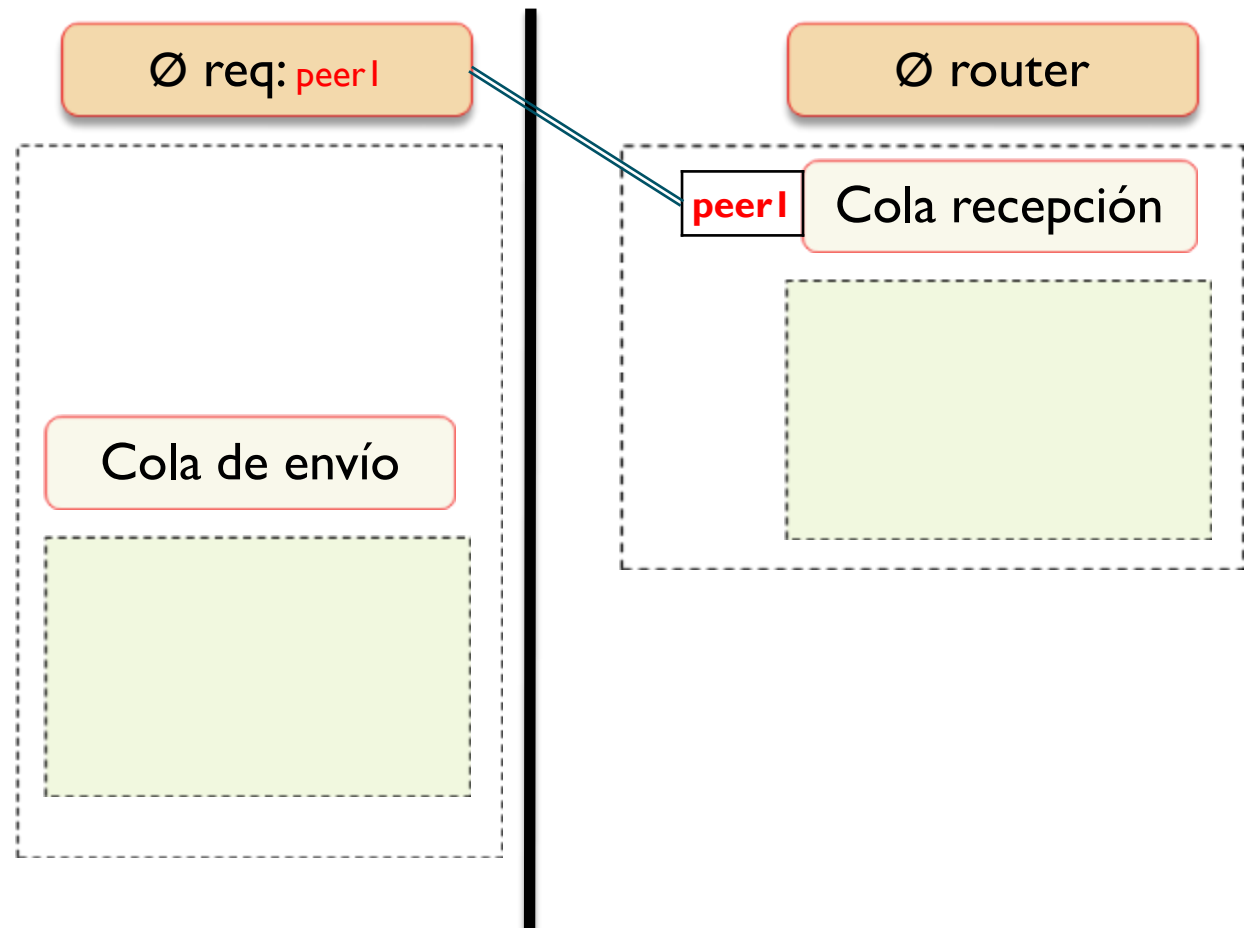 Ø req: peer1
Ø router
peer1
Cola recepción
Cola de envío